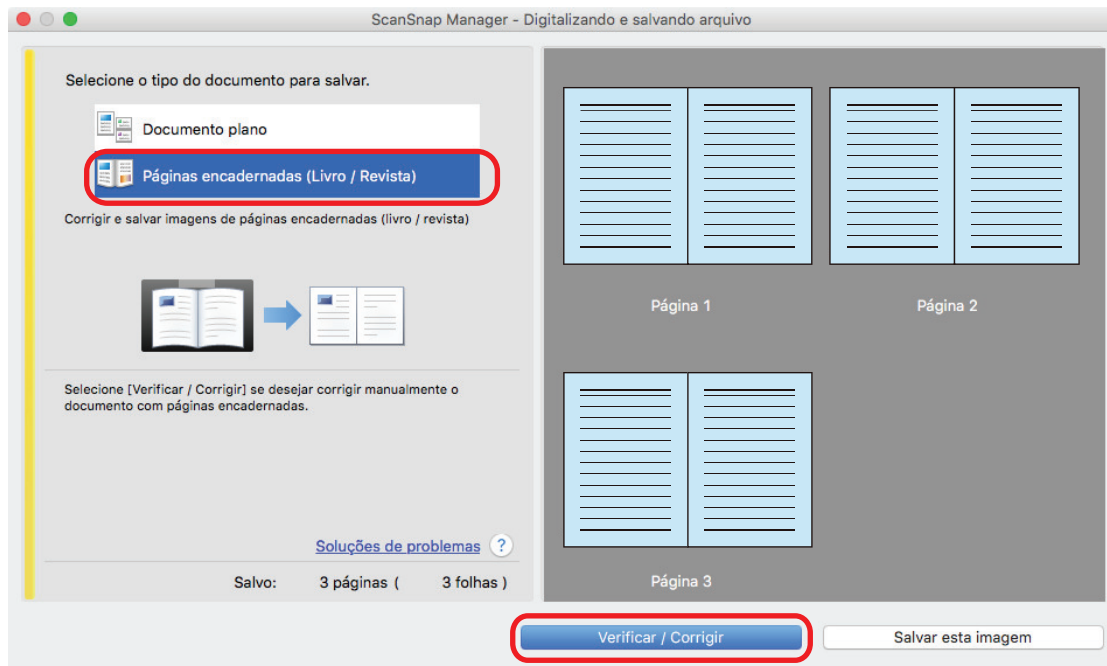 ScanSnap Manager - Digitalizando e salvando arquivo
Selecione o tipo do documento para salvar.
Documento plano
Páginas encadernadas (Livro / Revista)
Corrigir e salvar imagens de páginas encadernadas (livro / revista)
Selecione [Verificar / Corrigir] se desejar corrigir manualmente o
documento com páginas encadernadas.
Soluções de problemas ?
Salvo: 3 páginas ( 3 folhas )
Página 1
Página 2
Página 3
Verificar / Corrigir
Salvar esta imagem